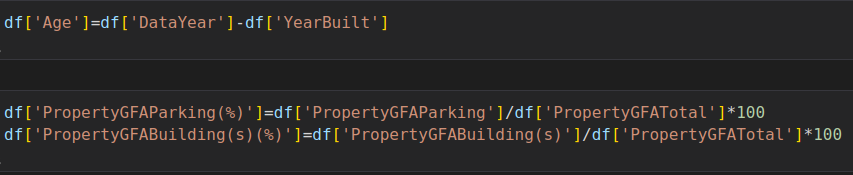 df['Age']=df['DataYear']-df['YearBuilt']
df['PropertyGFAParking(%)']=df['PropertyGFAParking']/df['PropertyGFATotal']*100
df['PropertyGFABuilding(s)(%)']=df['PropertyGFABuilding(s)']/df['PropertyGFATotal']*100